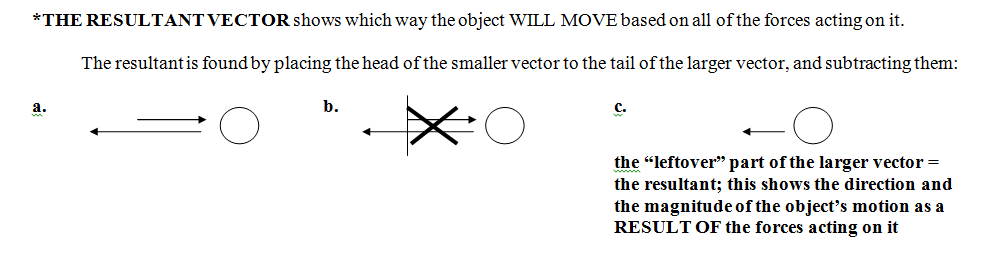 *THE RESULTANT VECTOR shows which way the object WILL MOVE based on all of the forces acting on it.
The resultant is found by placing the head of the smaller vector to the tail of the larger vector, and subtracting them:
a.
b.
c.
the “leftover” part of the larger vector =
the resultant; this shows the direction and
the magnitude of the object’s motion as a
RESULT OF the forces acting on it